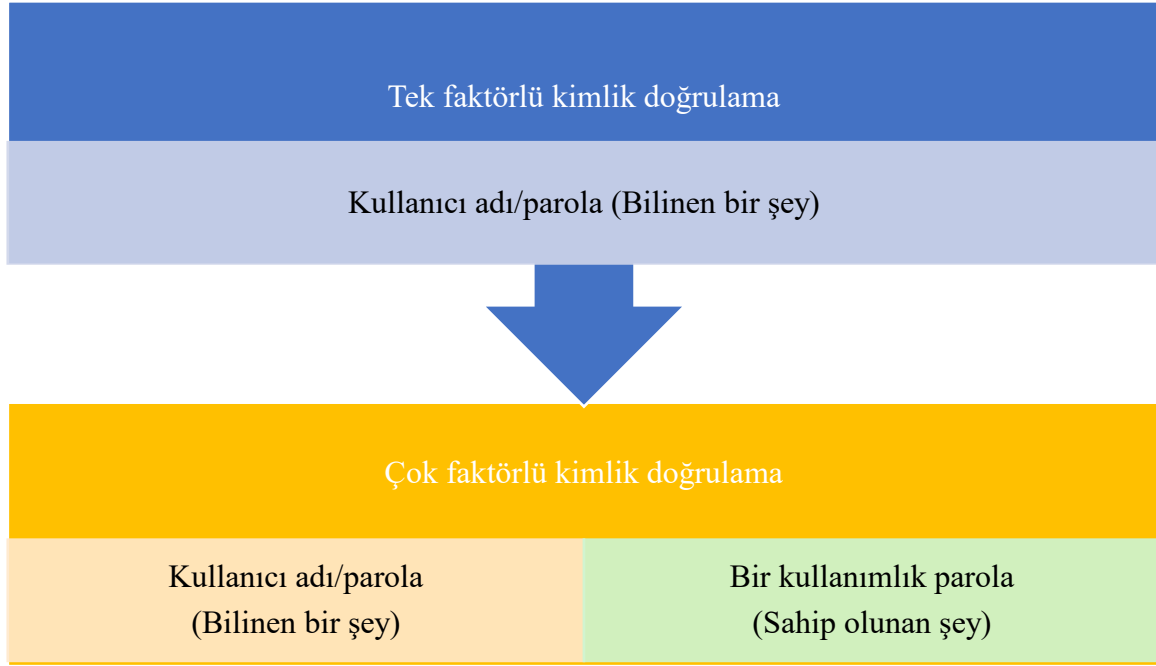 Tek faktörlü kimlik doğrulama
Kullanıcı adı/parola (Bilinen bir şey)
Çok faktörlü kimlik doğrulama
Kullanıcı adı/parola
(Bilinen bir şey)
Bir kullanımlık parola
(Sahip olunan şey)